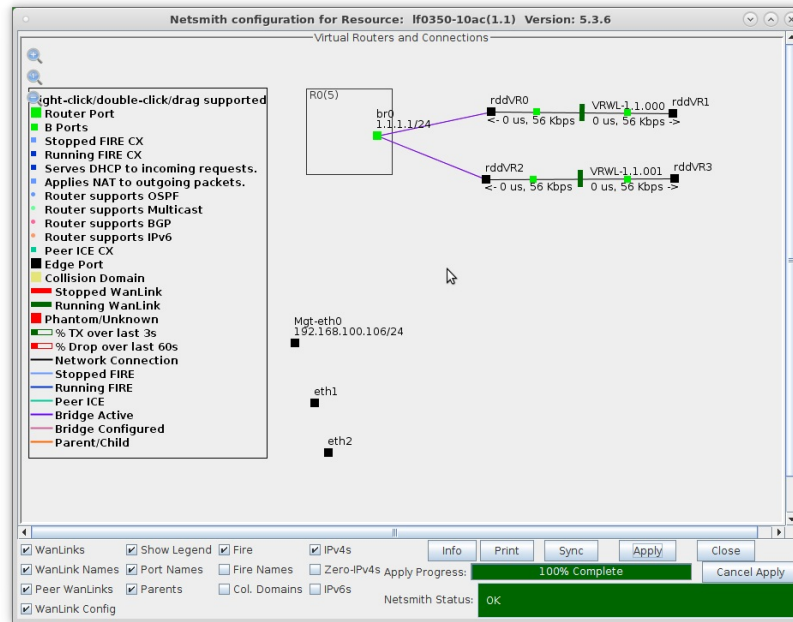 Netsmith configuration for Resource: lf0350-10ac(1.1) Version: 5.3.6
Virtual Routers and Connections
ight-click/double-click/drag supported
Router Port
B Ports
Stopped FIRE CX
Running FIRE CX
Serves DHCP to incoming requests.
Applies NAT to outgoing packets.
Router supports OSPF
Router supports Multicast
Router supports BGP
Router supports IPv6
Peer ICE CX
Edge Port
Collision Domain
Stopped WanLink
Running WanLink
Phantom/Unknown
% TX over last 3s
% Drop over last 60s
Network Connection
Stopped FIRE
Running FIRE
Peer ICE
Bridge Active
Bridge Configured
Parent/Child
R0(5)
br0
1.1.1.1/24
rddVR0
VRWL-1.1.000
rddVR1
<- 0 us, 56 Kbps
0 us, 56 Kbps ->
rddVR2
VRWL-1.1.001
rddVR3
<- 0 us, 56 Kbps
0 us, 56 Kbps ->
Mgt-eth0
192.168.100.106/24
eth1
eth2
WanLinks
Show Legend
Fire
IPv4s
Info
Print
Sync
Apply
Close
WanLink Names
Port Names
Fire Names
Zero-IPv4s
Apply Progress:
100% Complete
Cancel Apply
Peer WanLinks
Parents
Col. Domains
IPv6s
Netsmith Status:
OK
WanLink Config